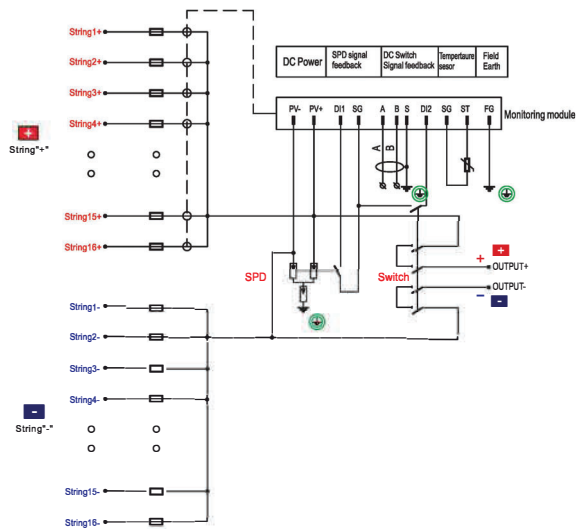 String1+
String2+
String3+
String4+
String"+"
String15+
String16+
DC Power
SPD signal feedback
DC Switch Signal feedback
Tempertaure sesor
Field Earth
PV- PV+ DI1 SG A B S DI2 SG ST FG
Monitoring module
A B
SPD
Switch
+ +
OUTPUT+
OUTPUT-
− -
String1-
String2-
String3-
String4-
String"-"
String15-
String16-